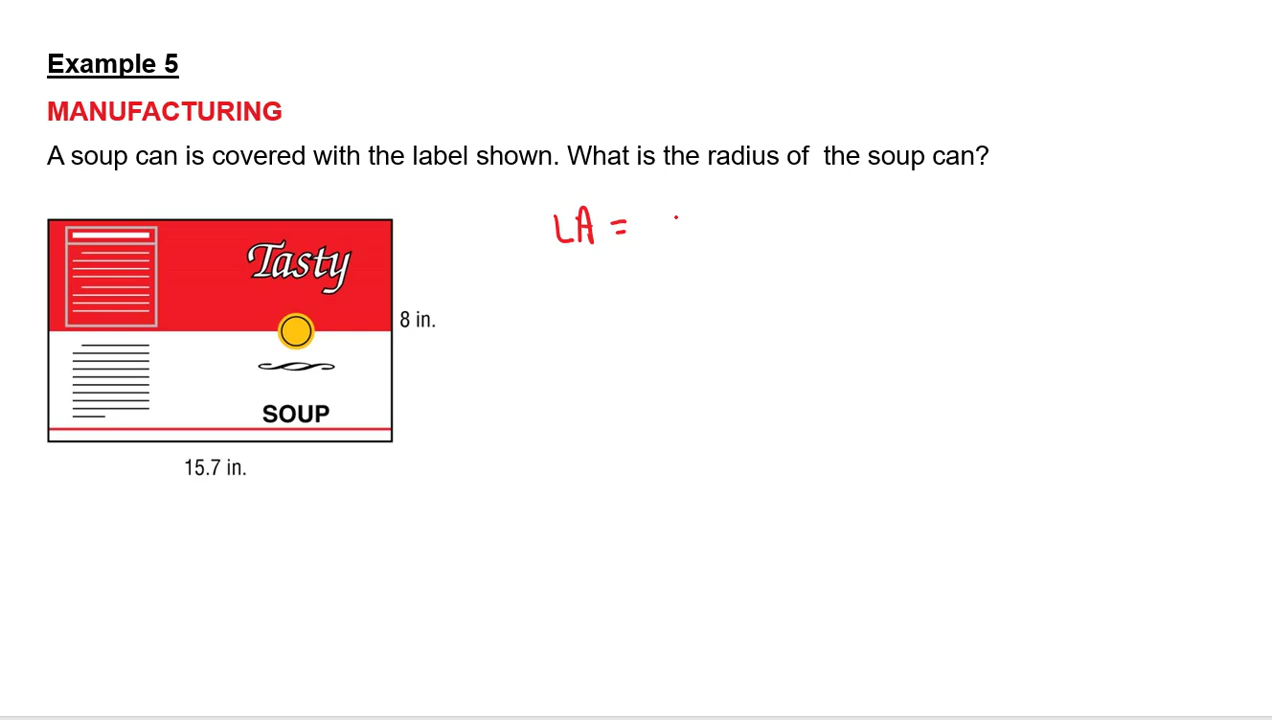 Example 5
MANUFACTURING
A soup can is covered with the label shown. What is the radius of the soup can?
LA =
Tasty
8 in.
SOUP
15.7 in.